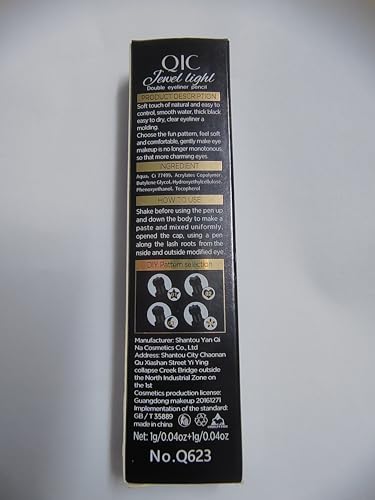 QIC
Jewel light
Double eyeliner pencil
PRODUCT DESCRIPTION
Soft touch of natural and easy to
control, smooth water, thick black
easy to dry, clear eyeliner a
molding.
Choose the fun pattern, feel soft
and comfortable, gently make eye
makeup is no longer monotonous,
so that more charming eyes.
INGREDIENT
Aqua, Ci 77499, Acrylates Copolymer
Butylene Glycol, Hydroxyethylcellulose,
Phenoxyethanol, Tocopherol
HOW TO USE
Shake before using the pen up
and down the body to make a
paste and mixed uniformly,
opened the cap, using a pen
along the lash roots from the
nside and outside modified eye
DIY Pattern selection
Manufacture: Shantou Yan Qi
Na Cosmetics Co., Ltd
Address: Shantou City Chaonan
Qu Xiashan Street Yi Ying
collapse Creek Bridge outside
the North Industrial Zone on
the 1st
Cosmetics production license:
Guangdong makeup 20161271
Implementation of the standard:
GB / T 35889
made in china
Net: 1g/0.04oz+1g/0.04oz
No.Q623